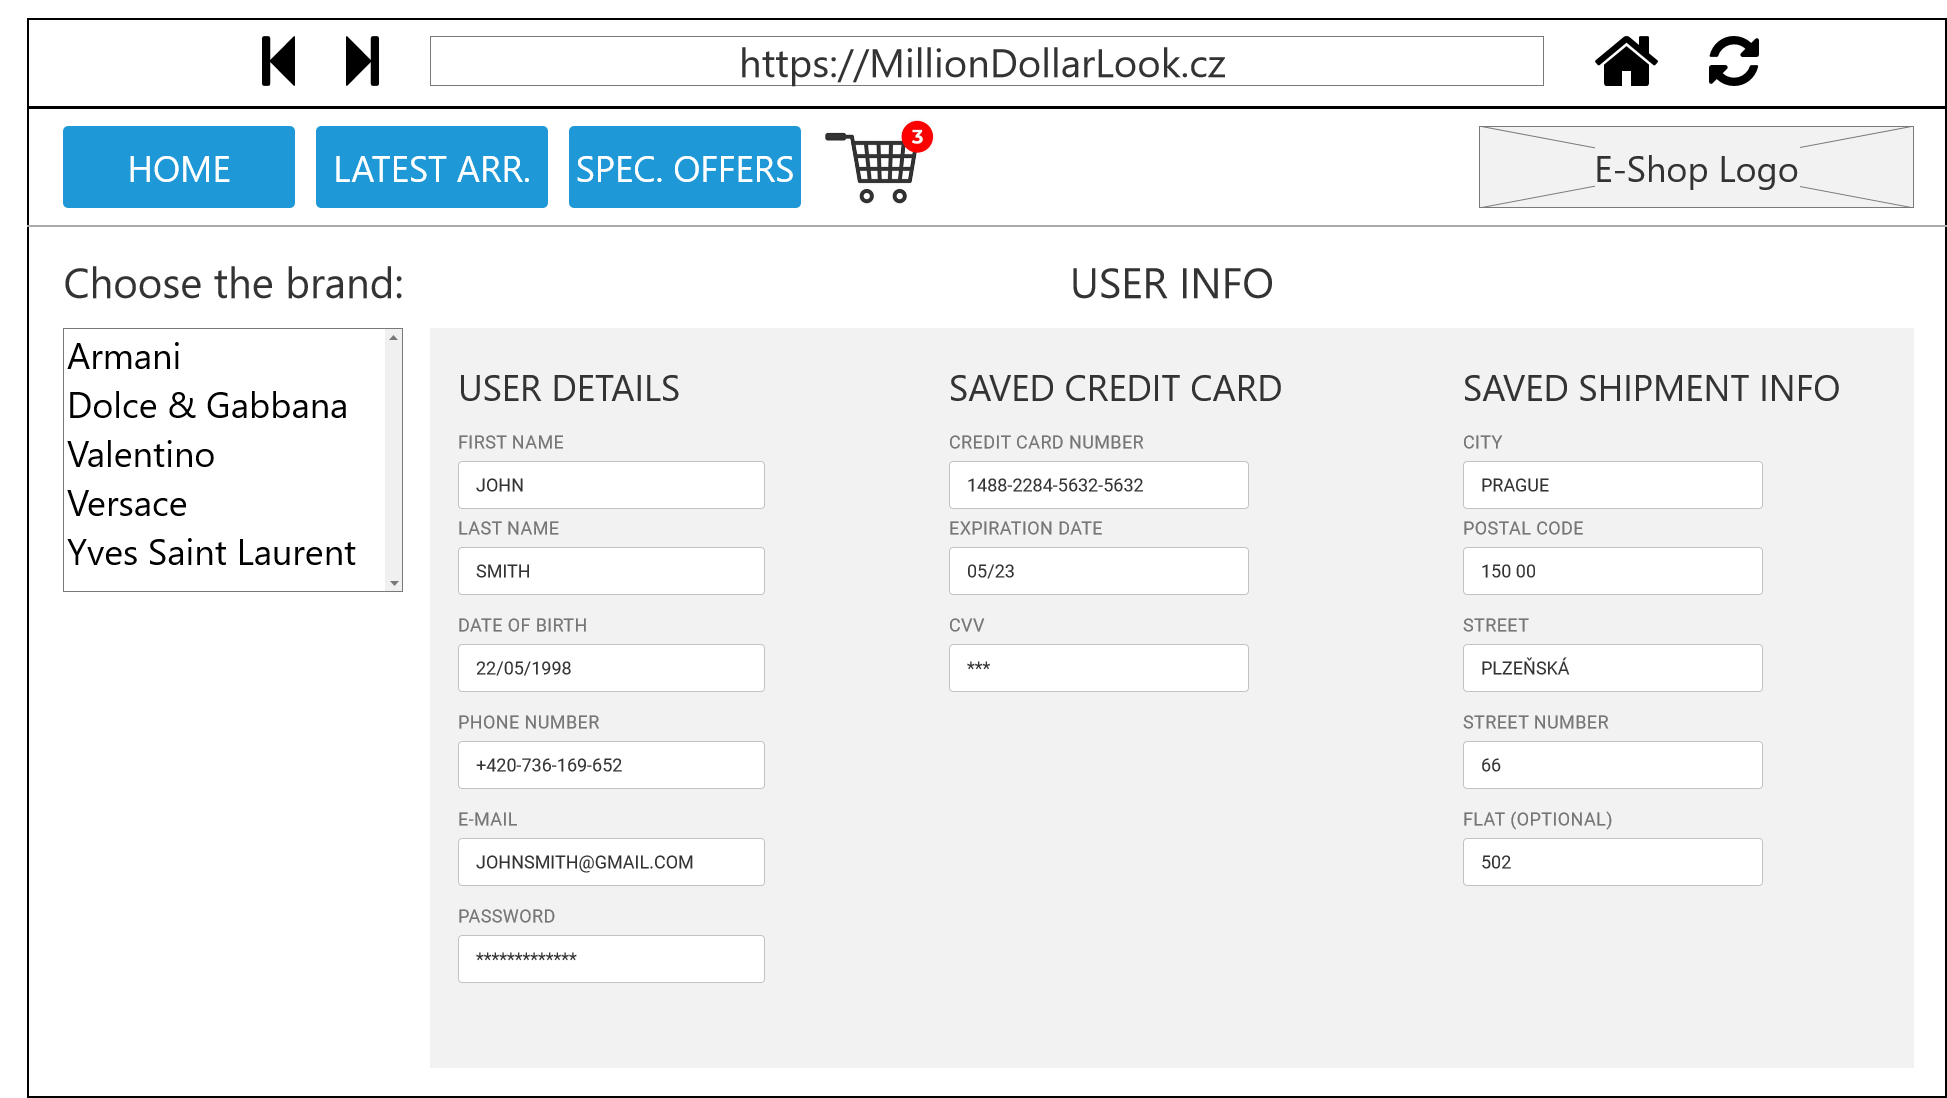 https://MillionDollarLook.cz
HOME
LATEST ARR.
SPEC. OFFERS
3
E-Shop Logo
Choose the brand:
Armani
Dolce & Gabbana
Valentino
Versace
Yves Saint Laurent
USER INFO
USER DETAILS
FIRST NAME
JOHN
LAST NAME
SMITH
DATE OF BIRTH
22/05/1998
PHONE NUMBER
+420-736-169-652
E-MAIL
JOHNSMITH@GMAIL.COM
PASSWORD
*************
SAVED CREDIT CARD
CREDIT CARD NUMBER
1488-2284-5632-5632
EXPIRATION DATE
05/23
CVV
***
SAVED SHIPMENT INFO
CITY
PRAGUE
POSTAL CODE
150 00
STREET
PLZEŇSKÁ
STREET NUMBER
66
FLAT (OPTIONAL)
502